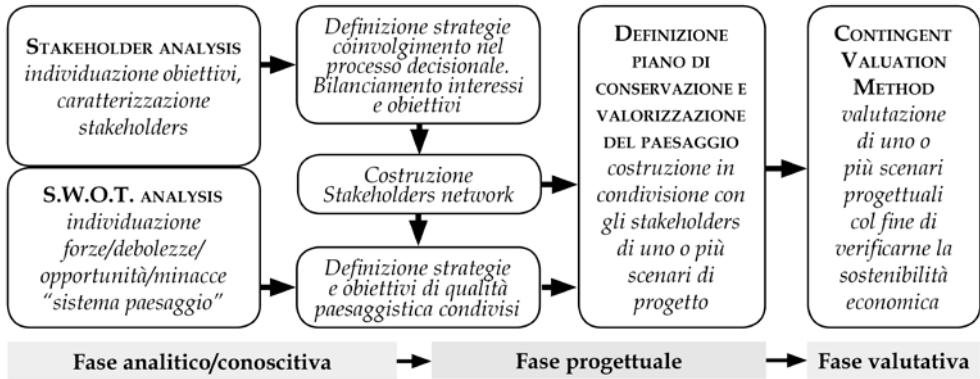 STAKEHOLDER ANALYSIS
individuazione obiettivi,
caratterizzazione
stakeholders
S.W.O.T. ANALYSIS
individuazione
forze/debolezze/
opportunità/minacce
“sistema paesaggio”
Definizione strategie
coinvolgimento nel
processo decisionale.
Bilanciamento interessi
e obiettivi
Costruzione
Stakeholders network
Definizione strategie
e obiettivi di qualità
paesaggistica condivisi
DEFINIZIONE
PIANO DI
CONSERVAZIONE E
VALORIZZAZIONE
DEL PAESAGGIO
costruzione in
condivisione con
gli stakeholders
di uno o più
scenari di
progetto
CONTINGENT
VALUATION
METHOD
valutazione
di uno o
più scenari
progettuali
col fine di
verificarne la
sostenibilità
economica
Fase analitico/conoscitiva
Fase progettuale
Fase valutativa